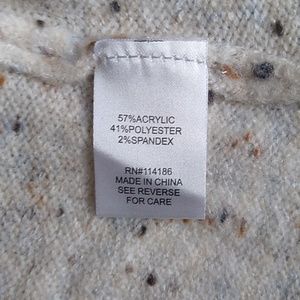 57%ACRYLIC
41%POLYESTER
2%SPANDEX
RN#114186
MADE IN CHINA
SEE REVERSE
FOR CARE